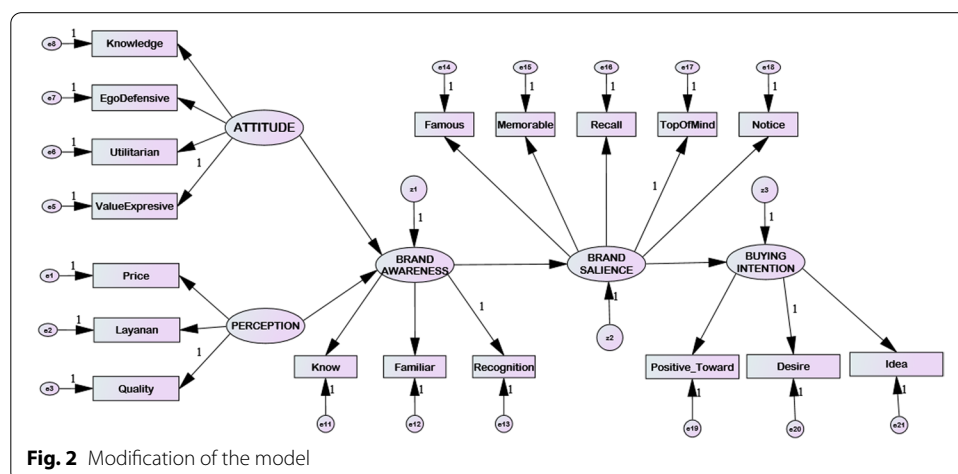 e8 1 Knowledge
e7 1 EgoDefensive
e6 1 Utilitarian
e5 1 ValueExpresive
ATTITUDE
1
e1 1 Price
e2 1 Layanan
e3 1 Quality
PERCEPTION
1
z1
1
BRAND
AWARENESS
1
Know
Familiar
Recognition
1
1
1
e11
e12
e13
e14
e15
e16
e17
e18
1
1
1
1
1
Famous
Memorable
Recall
TopOfMind
Notice
1
BRAND
SALIENCE
1
z2
z3
1
BUYING
INTENTION
1
Positive_Toward
Desire
Idea
1
1
1
e19
e20
e21
Fig. 2 Modification of the model